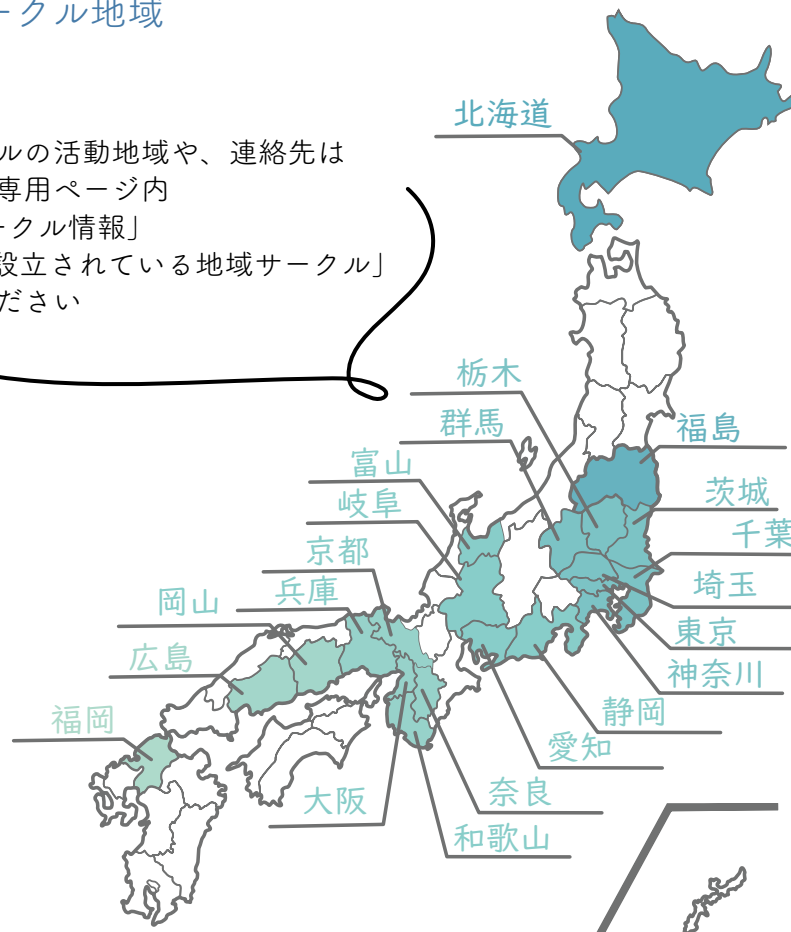 ークル地域
ルの活動地域や、連絡先は
専用ページ内
ークル情報」
設立されている地域サークル」
ださい
北海道
栃木
群馬
福島
富山
茨城
岐阜
千葉
京都
埼玉
兵庫
岡山
東京
広島
神奈川
静岡
福岡
愛知
奈良
大阪
和歌山